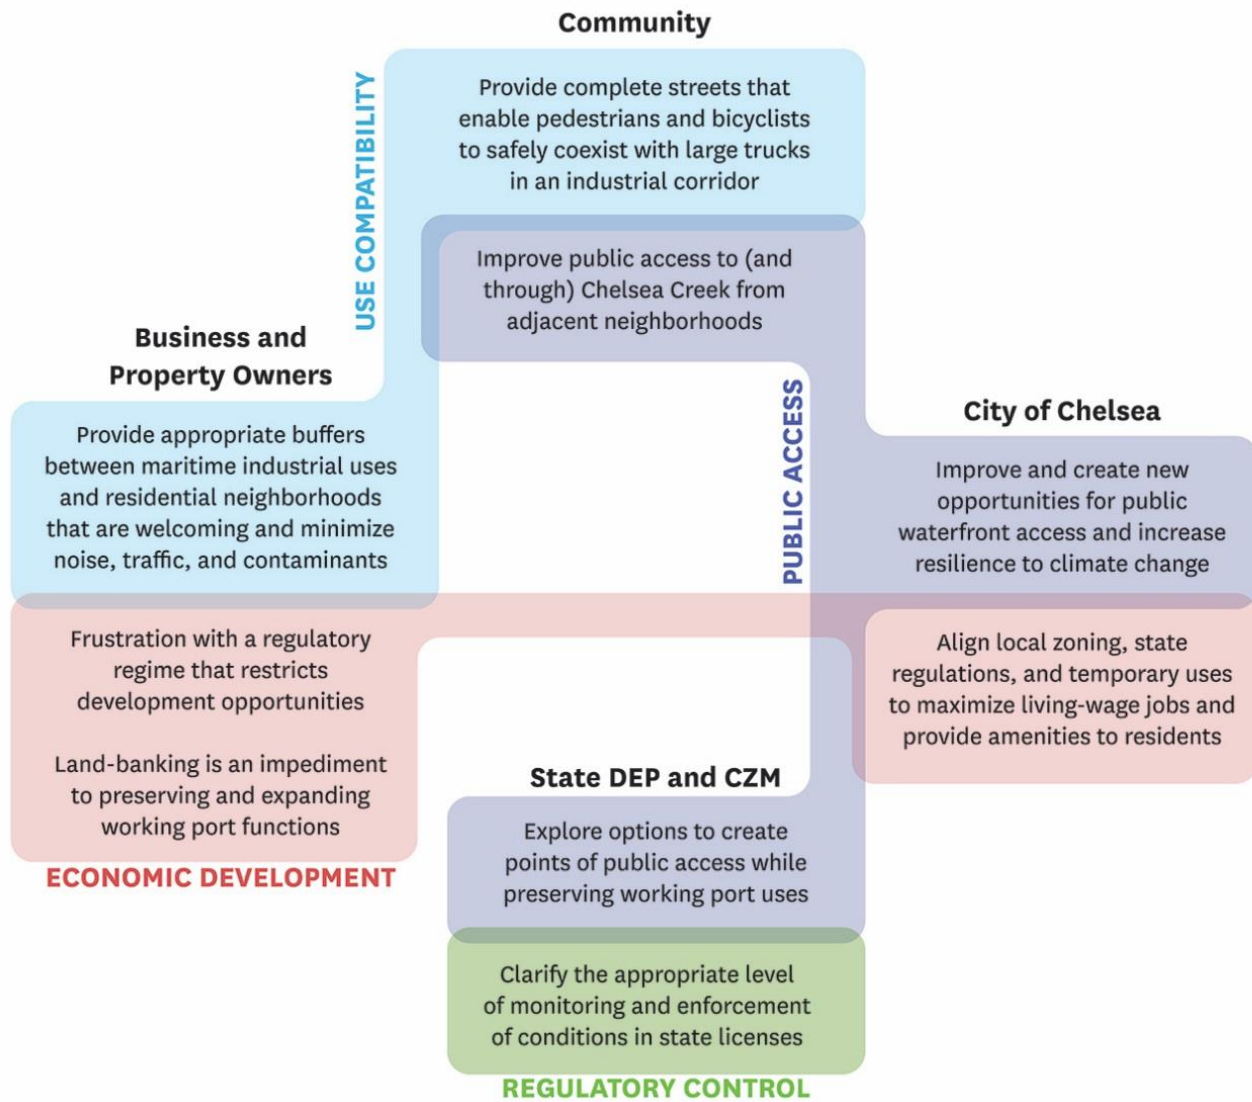 Community
USE COMPATIBILITY
Provide complete streets that
enable pedestrians and bicyclists
to safely coexist with large trucks
in an industrial corridor
Improve public access to (and
through) Chelsea Creek from
adjacent neighborhoods
Business and
Property Owners
Provide appropriate buffers
between maritime industrial uses
and residential neighborhoods
that are welcoming and minimize
noise, traffic, and contaminants
Frustration with a regulatory
regime that restricts
development opportunities
Land-banking is an impediment
to preserving and expanding
working port functions
ECONOMIC DEVELOPMENT
PUBLIC ACCESS
City of Chelsea
Improve and create new
opportunities for public
waterfront access and increase
resilience to climate change
Align local zoning, state
regulations, and temporary uses
to maximize living-wage jobs and
provide amenities to residents
State DEP and CZM
Explore options to create
points of public access while
preserving working port uses
Clarify the appropriate level
of monitoring and enforcement
of conditions in state licenses
REGULATORY CONTROL